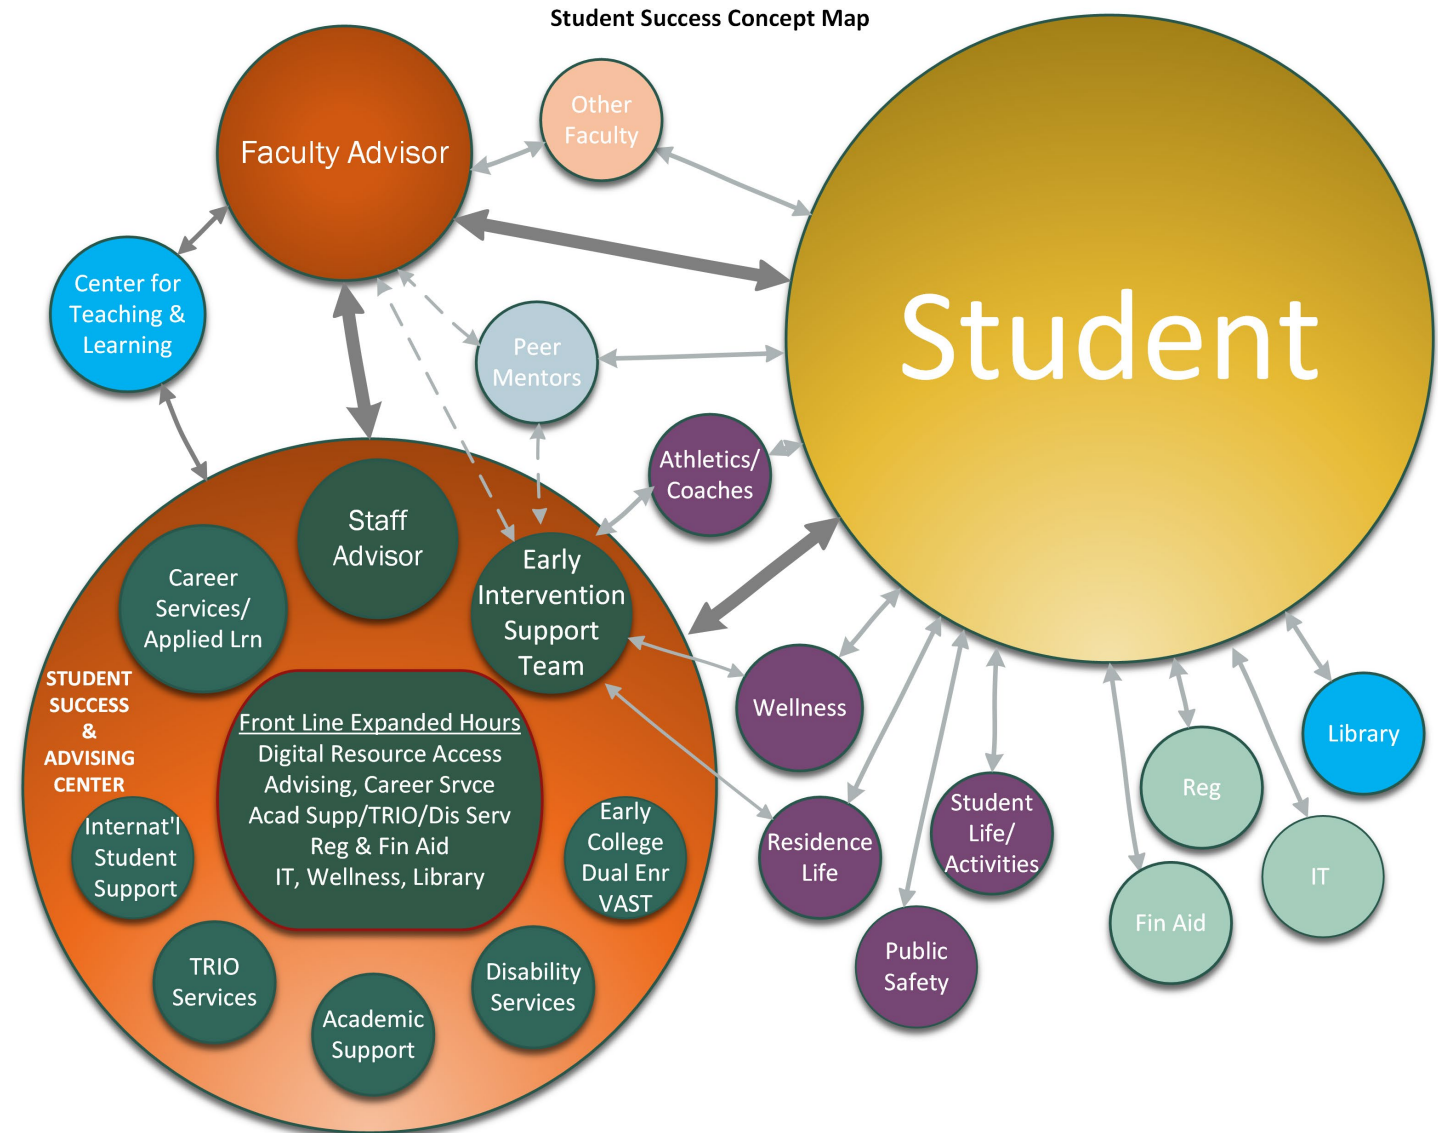 Student Success Concept Map
Faculty Advisor
Other
Faculty
Student
Center for
Teaching &
Learning
Peer
Mentors
Athletics/
Coaches
Staff
Advisor
Early
Intervention
Support
Team
Career
Services/
Applied Lrn
STUDENT
SUCCESS
&
ADVISING
CENTER
Front Line Expanded Hours
Digital Resource Access
Advising, Career Srvce
Acad Supp/TRIO/Dis Serv
Reg & Fin Aid
IT, Wellness, Library
Internat'l
Student
Support
Early
College
Dual Enr
VAST
TRIO
Services
Academic
Support
Disability
Services
Wellness
Residence
Life
Public
Safety
Student
Life/
Activities
Reg
Fin Aid
IT
Library